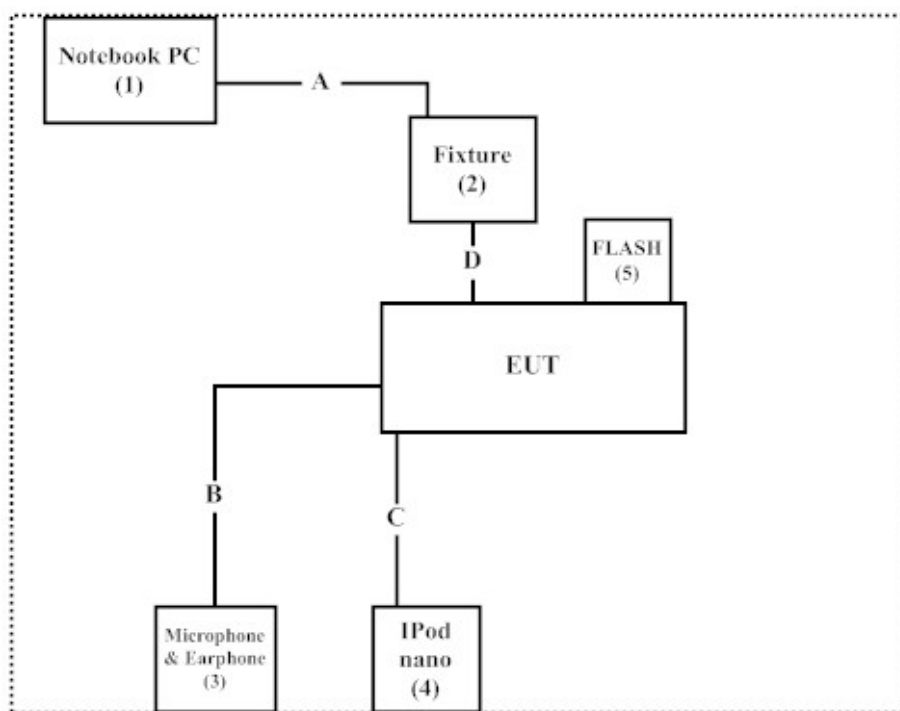 Notebook PC
(1)
A
Fixture
(2)
D
FLASH
(5)
EUT
B
C
Microphone
& Earphone
(3)
IPod
nano
(4)